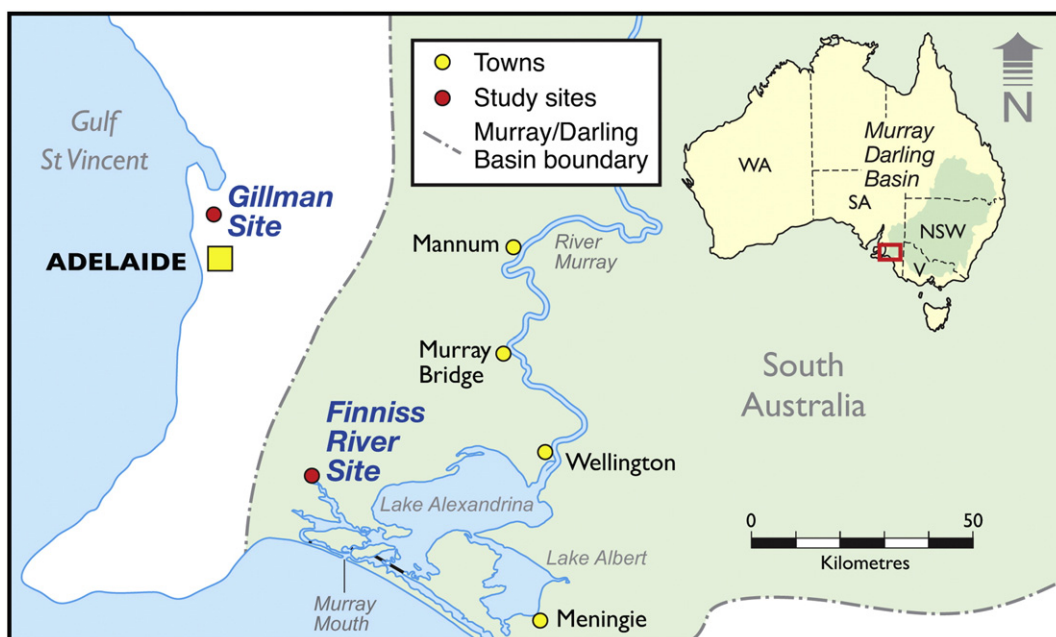 Gulf
St Vincent
Gillman
Site
ADELAIDE
Towns
Study sites
Murray/Darling
Basin boundary
N
WA
SA
Murray
Darling
Basin
NSW
V
Mannum
River
Murray
Murray
Bridge
South
Australia
Finniss
River
Site
Wellington
Lake Alexandrina
0
50
Kilometres
Lake Albert
Murray
Mouth
Meningie